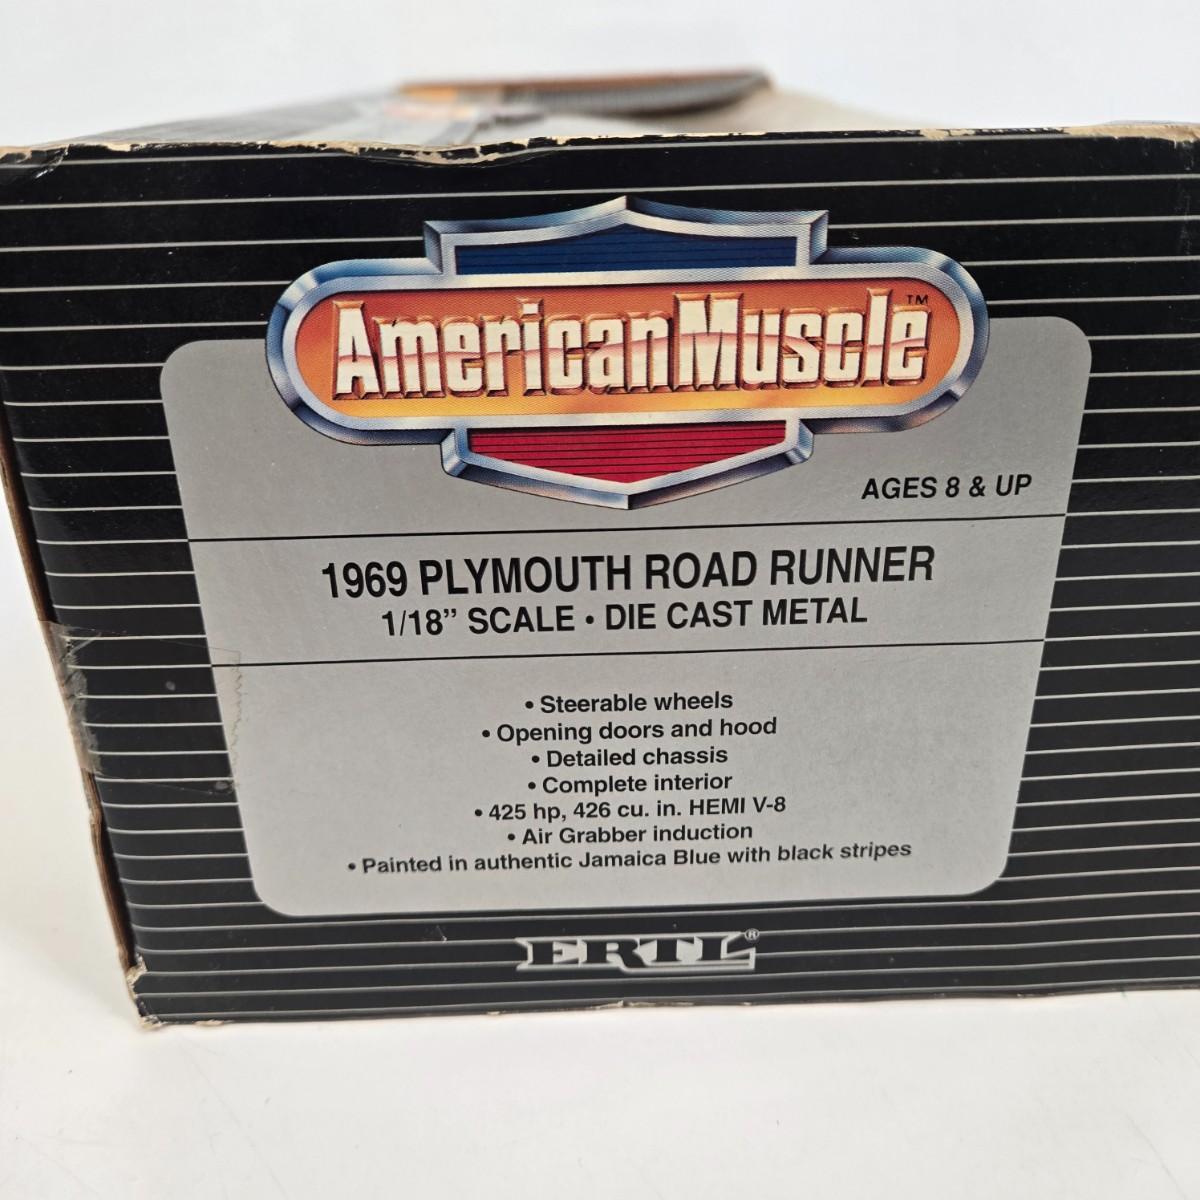 American Muscle™
AGES 8 & UP
1969 PLYMOUTH ROAD RUNNER
1/18” SCALE • DIE CAST METAL
• Steerable wheels
• Opening doors and hood
• Detailed chassis
• Complete interior
• 425 hp, 426 cu. in. HEMI V-8
• Air Grabber induction
• Painted in authentic Jamaica Blue with black stripes
ERTL®